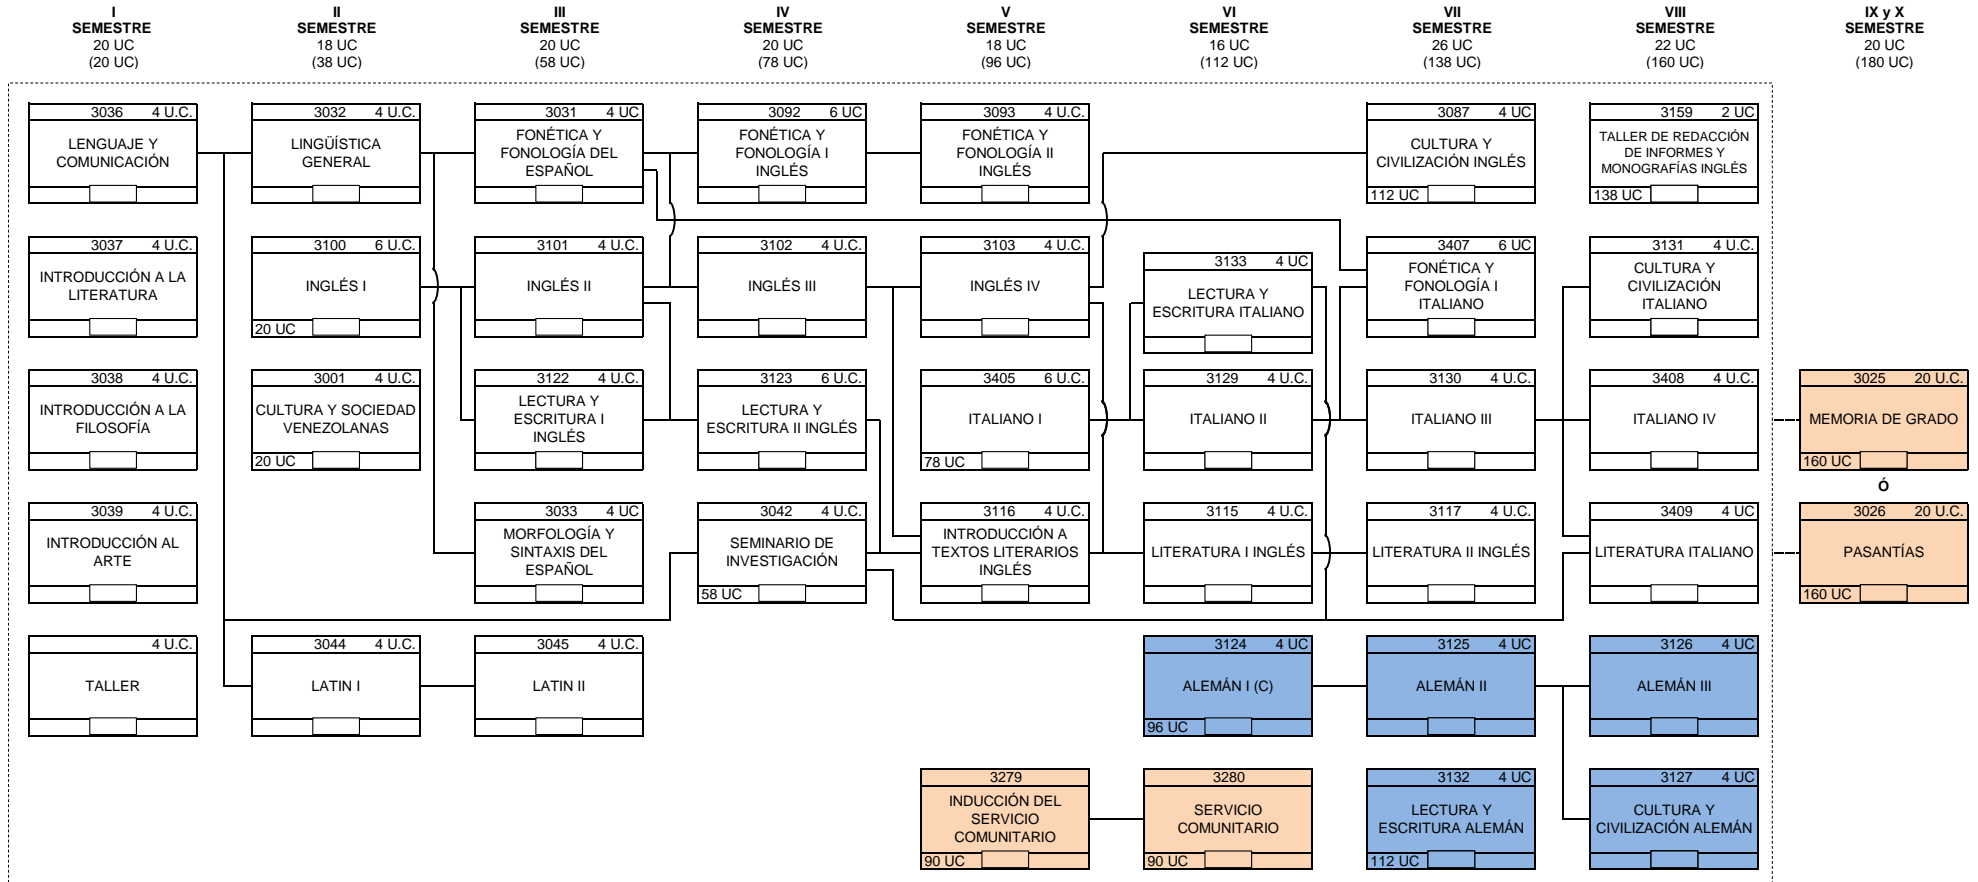 I
SEMESTRE
20 UC
(20 UC)
II
SEMESTRE
18 UC
(38 UC)
III
SEMESTRE
20 UC
(58 UC)
IV
SEMESTRE
20 UC
(78 UC)
V
SEMESTRE
18 UC
(96 UC)
VI
SEMESTRE
16 UC
(112 UC)
VII
SEMESTRE
26 UC
(138 UC)
VIII
SEMESTRE
22 UC
(160 UC)
IX y X
SEMESTRE
20 UC
(180 UC)
3036 4 U.C.
LENGUAJE Y
COMUNICACIÓN
3032 4 U.C.
LINGÜÍSTICA
GENERAL
3031 4 UC
FONÉTICA Y
FONOLOGÍA DEL
ESPAÑOL
3092 6 UC
FONÉTICA Y
FONOLOGÍA I
INGLÉS
3093 4 U.C.
FONÉTICA Y
FONOLOGÍA II
INGLÉS
3087 4 UC
CULTURA Y
CIVILIZACIÓN INGLÉS
112 UC
3159 2 UC
TALLER DE REDACCIÓN
DE INFORMES Y
MONOGRAFÍAS INGLÉS
138 UC
3037 4 U.C.
INTRODUCCIÓN A LA
LITERATURA
3100 6 U.C.
INGLÉS I
20 UC
3101 4 U.C.
INGLÉS II
3102 4 U.C.
INGLÉS III
3103 4 U.C.
INGLÉS IV
3133 4 UC
LECTURA Y
ESCRITURA ITALIANO
3407 6 UC
FONÉTICA Y
FONOLOGÍA I
ITALIANO
3131 4 U.C.
CULTURA Y
CIVILIZACIÓN
ITALIANO
3038 4 U.C.
INTRODUCCIÓN A LA
FILOSOFÍA
3001 4 U.C.
CULTURA Y SOCIEDAD
VENEZOLANAS
20 UC
3122 4 U.C.
LECTURA Y
ESCRITURA I
INGLÉS
3123 6 U.C.
LECTURA Y
ESCRITURA II INGLÉS
3405 6 U.C.
ITALIANO I
78 UC
3129 4 U.C.
ITALIANO II
3130 4 U.C.
ITALIANO III
3408 4 U.C.
ITALIANO IV
3025 20 U.C.
MEMORIA DE GRADO
160 UC
Ó
3039 4 U.C.
INTRODUCCIÓN AL
ARTE
3033 4 UC
MORFOLOGÍA Y
SINTAXIS DEL
ESPAÑOL
3042 4 U.C.
SEMINARIO DE
INVESTIGACIÓN
58 UC
3116 4 U.C.
INTRODUCCIÓN A
TEXTOS LITERARIOS
INGLÉS
3115 4 U.C.
LITERATURA I INGLÉS
3117 4 U.C.
LITERATURA II INGLÉS
3409 4 UC
LITERATURA ITALIANO
3026 20 U.C.
PASANTÍAS
160 UC
4 U.C.
TALLER
3044 4 U.C.
LATIN I
3045 4 U.C.
LATIN II
3124 4 UC
ALEMÁN I (C)
96 UC
3125 4 UC
ALEMÁN II
3126 4 UC
ALEMÁN III
3279
INDUCCIÓN DEL
SERVICIO
COMUNITARIO
90 UC
3280
SERVICIO
COMUNITARIO
90 UC
3132 4 UC
LECTURA Y
ESCRITURA ALEMÁN
112 UC
3127 4 UC
CULTURA Y
CIVILIZACIÓN ALEMÁN